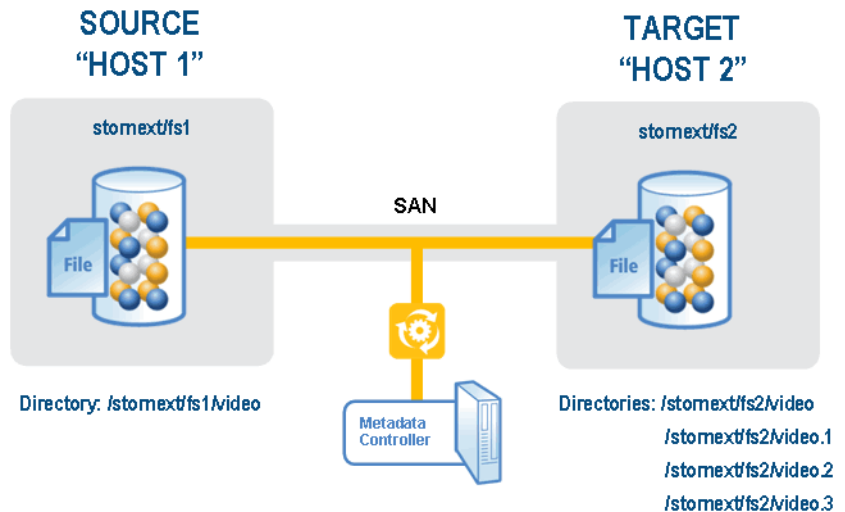 SOURCE
“HOST 1”
TARGET
“HOST 2”
stornext/fs1
stornext/fs2
SAN
File
File
Directory: /stornext/fs1/video
Metadata
Controller
Directories: /stornext/fs2/video
/stornext/fs2/video.1
/stornext/fs2/video.2
/stornext/fs2/video.3